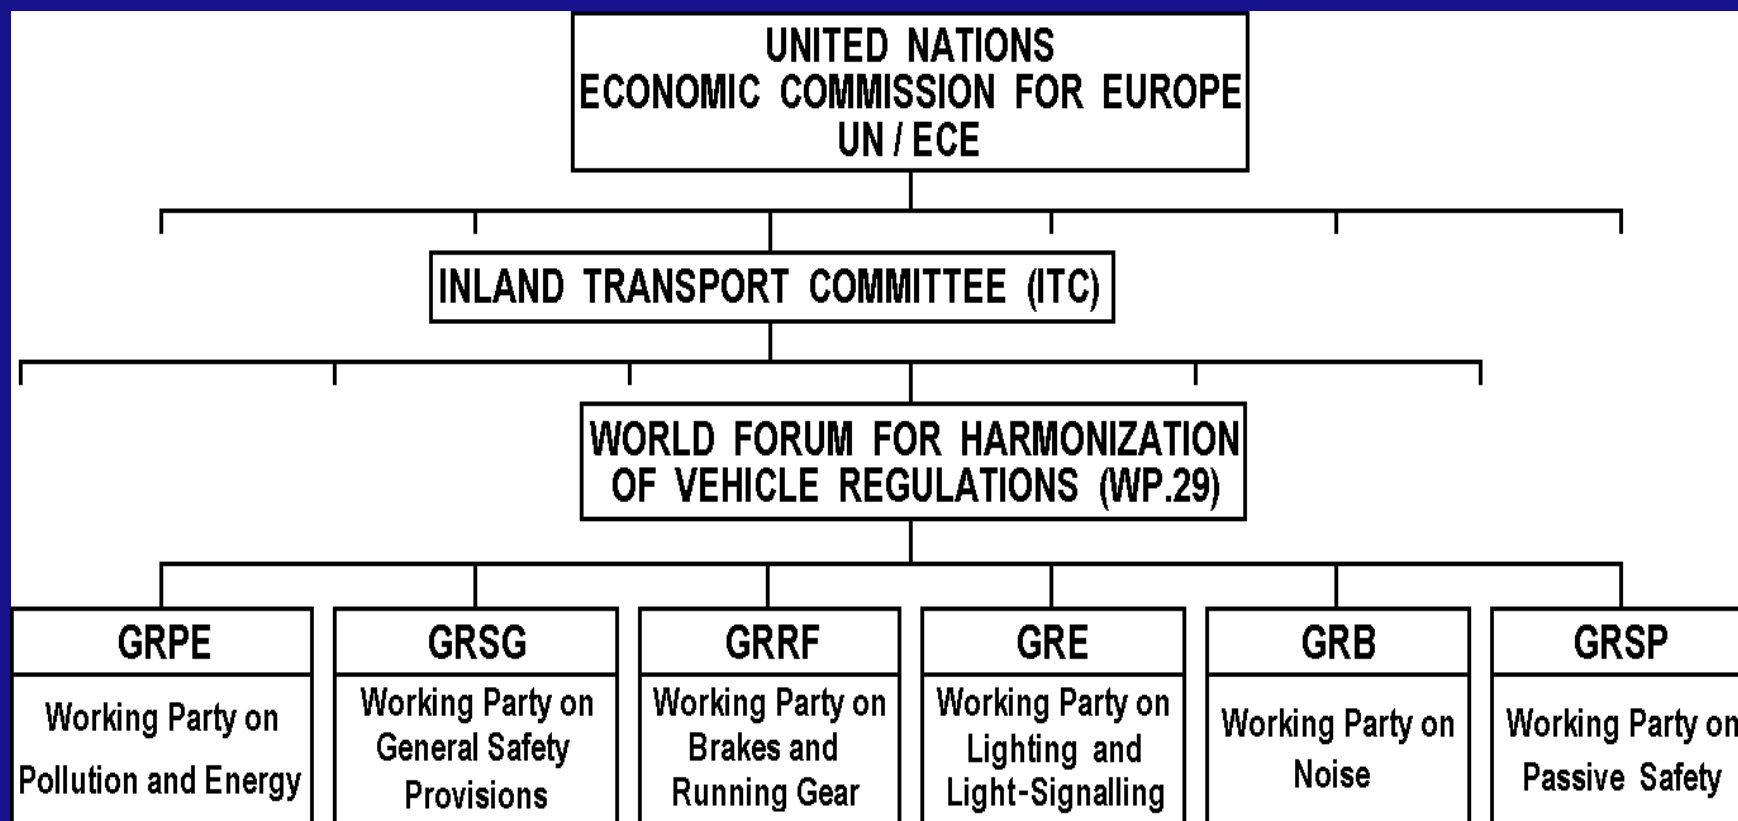 UNITED NATIONS
ECONOMIC COMMISSION FOR EUROPE
UN / ECE
INLAND TRANSPORT COMMITTEE (ITC)
WORLD FORUM FOR HARMONIZATION
OF VEHICLE REGULATIONS (WP.29)
GRPE
Working Party on
Pollution and Energy
GRSG
Working Party on
General Safety
Provisions
GRRF
Working Party on
Brakes and
Running Gear
GRE
Working Party on
Lighting and
Light-Signalling
GRB
Working Party on
Noise
GRSP
Working Party on
Passive Safety